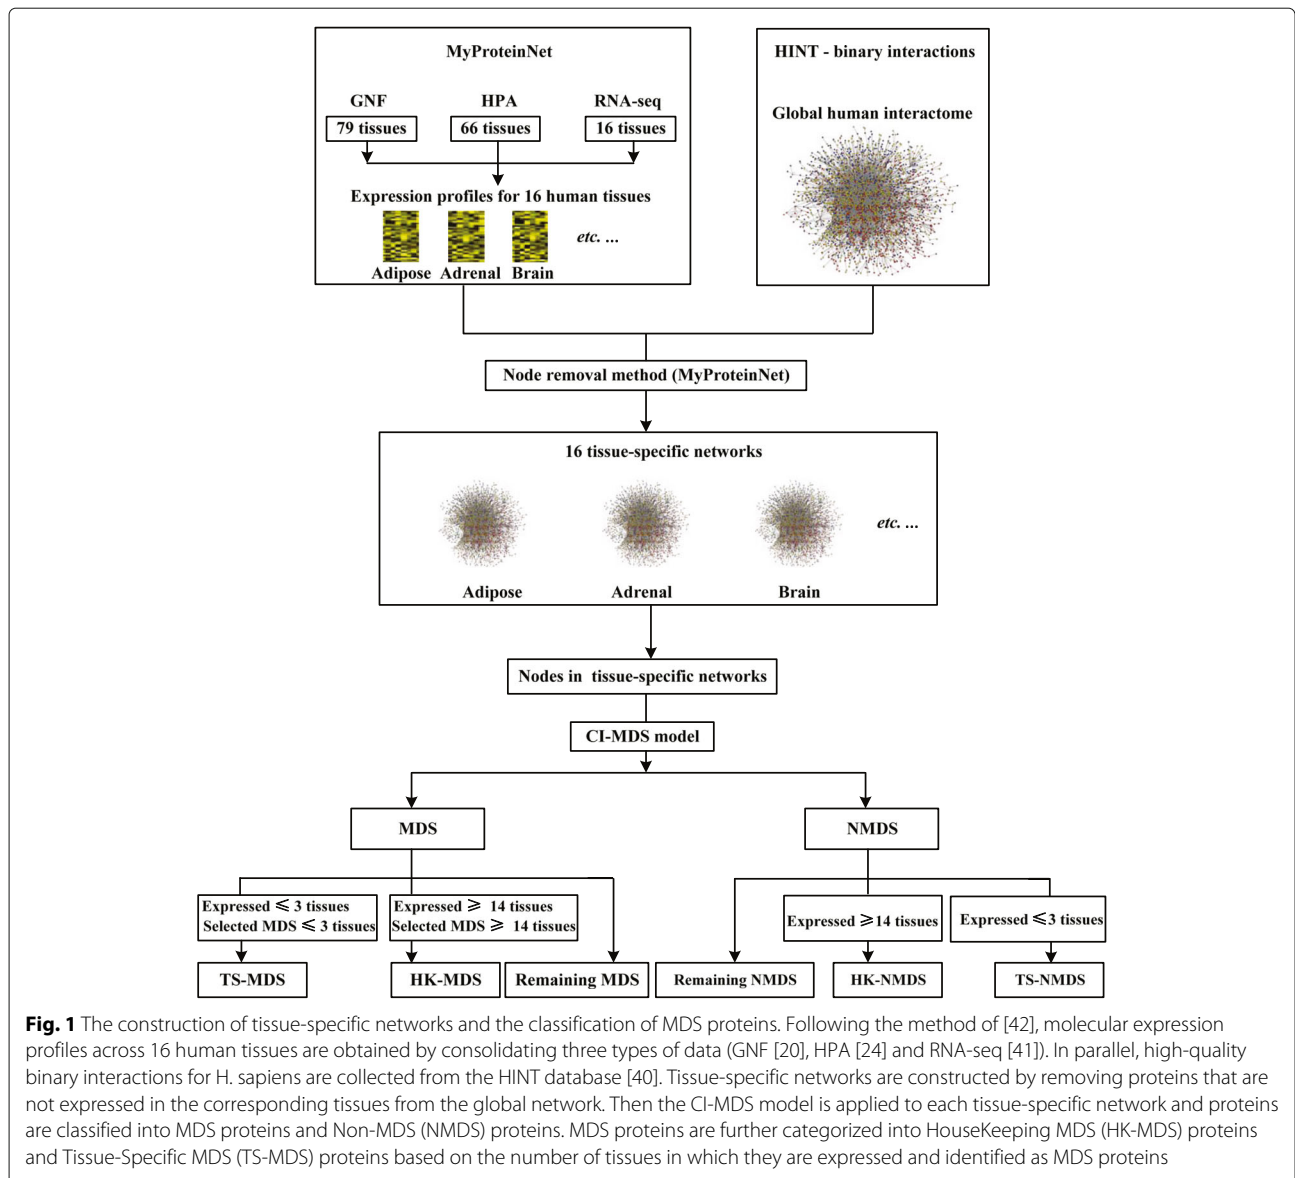 MyProteinNet
GNF
HPA
RNA-seq
79 tissues
66 tissues
16 tissues
Expression profiles for 16 human tissues
etc. ...
Adipose
Adrenal
Brain
HINT - binary interactions
Global human interactome
Node removal method (MyProteinNet)
16 tissue-specific networks
etc. ...
Adipose
Adrenal
Brain
Nodes in tissue-specific networks
CI-MDS model
MDS
NMDS
Expressed ⩽ 3 tissues
Selected MDS ⩽ 3 tissues
Expressed ⩾ 14 tissues
Selected MDS ⩾ 14 tissues
Expressed ⩾14 tissues
Expressed ⩽3 tissues
TS-MDS
HK-MDS
Remaining MDS
Remaining NMDS
HK-NMDS
TS-NMDS
Fig. 1 The construction of tissue-specific networks and the classification of MDS proteins. Following the method of [42], molecular expression
profiles across 16 human tissues are obtained by consolidating three types of data (GNF [20], HPA [24] and RNA-seq [41]). In parallel, high-quality
binary interactions for H. sapiens are collected from the HINT database [40]. Tissue-specific networks are constructed by removing proteins that are
not expressed in the corresponding tissues from the global network. Then the CI-MDS model is applied to each tissue-specific network and proteins
are classified into MDS proteins and Non-MDS (NMDS) proteins. MDS proteins are further categorized into HouseKeeping MDS (HK-MDS) proteins
and Tissue-Specific MDS (TS-MDS) proteins based on the number of tissues in which they are expressed and identified as MDS proteins